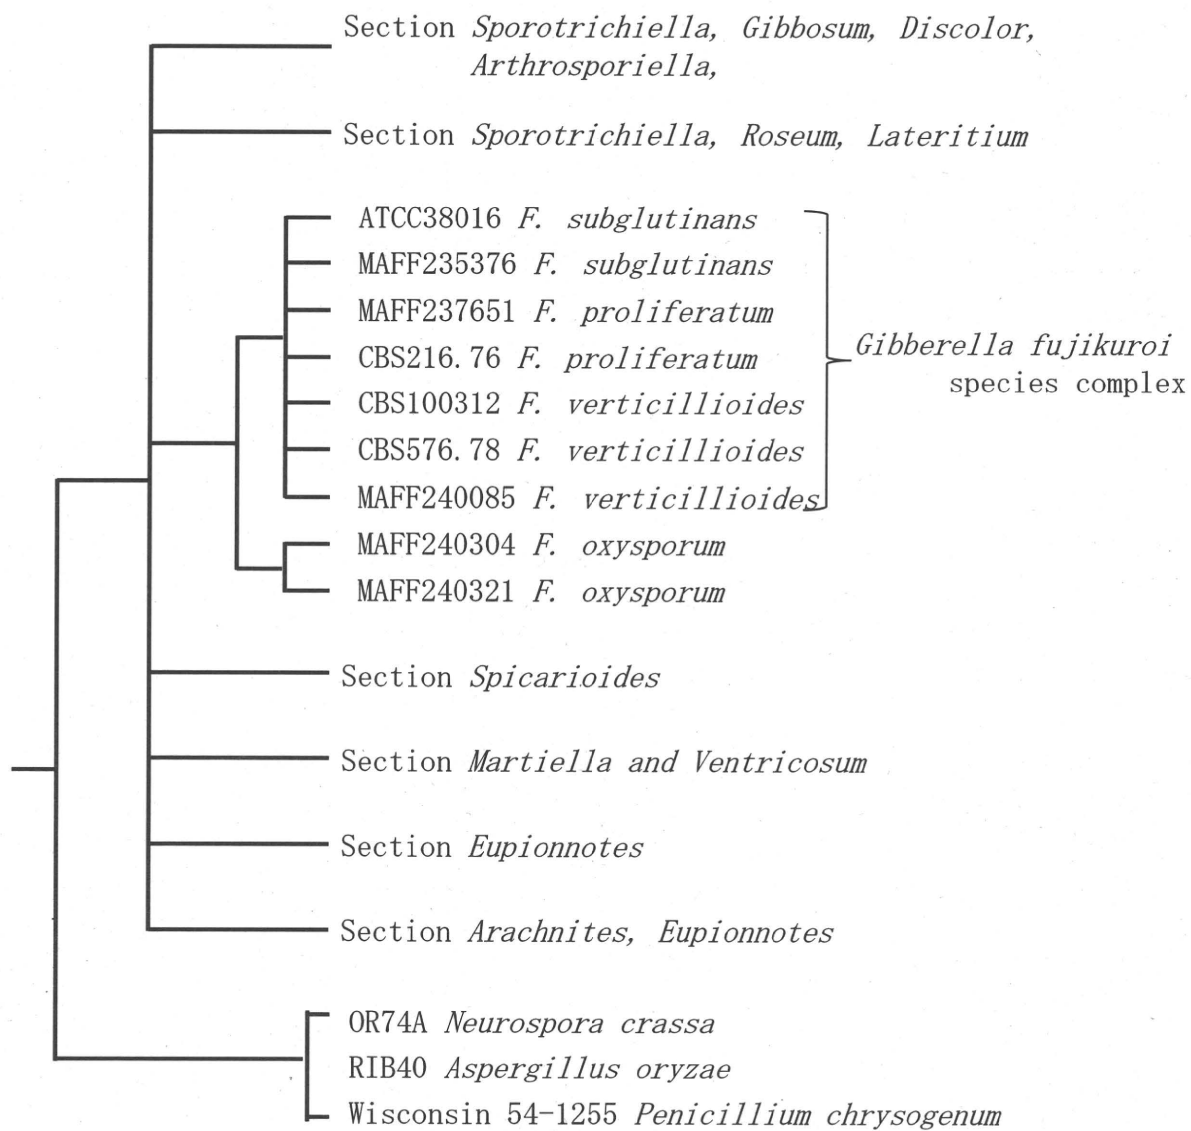 Section Sporotrichiella, Gibbosum, Discolor,
Arthrosporiella,
Section Sporotrichiella, Roseum, Lateritium
ATCC38016 F. subglutinans
MAFF235376 F. subglutinans
MAFF237651 F. proliferatum
CBS216.76 F. proliferatum
CBS100312 F. verticillioides
CBS576.78 F. verticillioides
MAFF240085 F. verticillioides
Gibberella fujikuroi
species complex
MAFF240304 F. oxysporum
MAFF240321 F. oxysporum
Section Spicarioides
Section Martiella and Ventricosum
Section Eupionnotes
Section Arachnites, Eupionnotes
OR74A Neurospora crassa
RIB40 Aspergillus oryzae
Wisconsin 54-1255 Penicillium chrysogenum